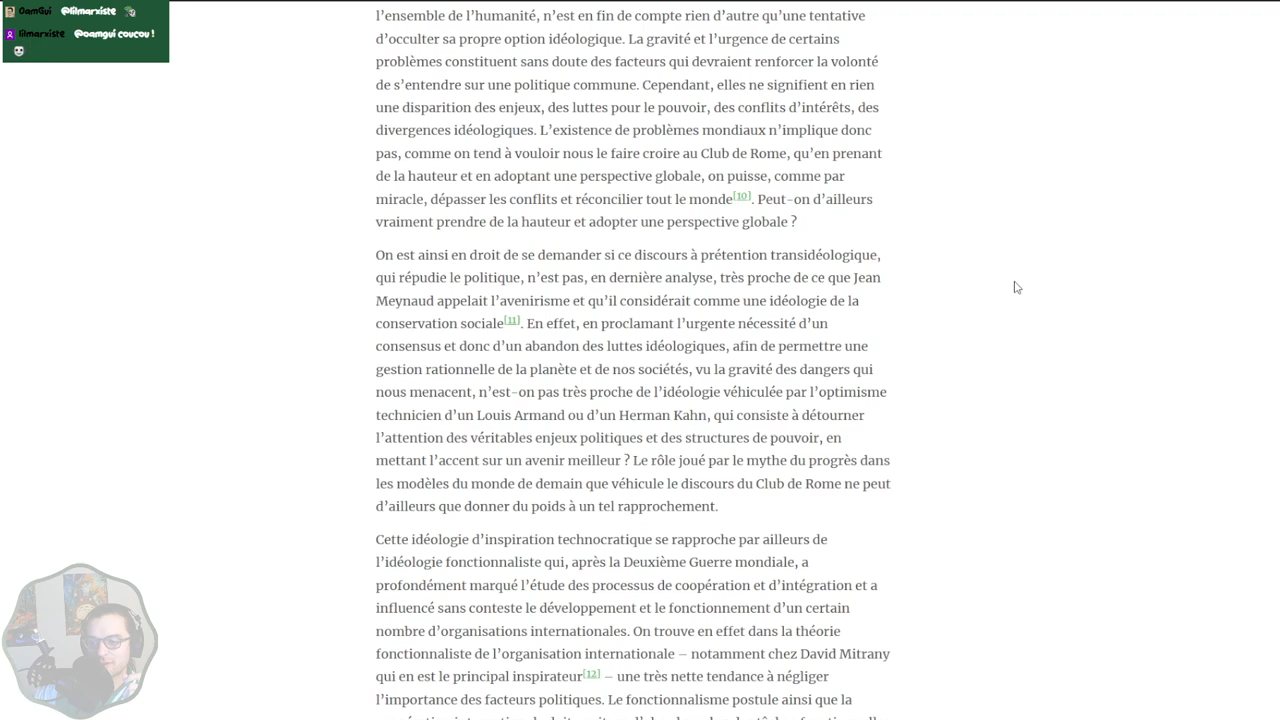 OamGui @lilmarxiste
lilmarxiste @oamgui coucou !
l’ensemble de l’humanité, n’est en fin de compte rien d’autre qu’une tentative
d’occulter sa propre option idéologique. La gravité et l’urgence de certains
problèmes constituent sans doute des facteurs qui devraient renforcer la volonté
de s’entendre sur une politique commune. Cependant, elles ne signifient en rien
une disparition des enjeux, des luttes pour le pouvoir, des conflits d’intérêts, des
divergences idéologiques. L’existence de problèmes mondiaux n’implique donc
pas, comme on tend à vouloir nous le faire croire au Club de Rome, qu’en prenant
de la hauteur et en adoptant une perspective globale, on puisse, comme par
miracle, dépasser les conflits et réconcilier tout le monde[10]. Peut-on d’ailleurs
vraiment prendre de la hauteur et adopter une perspective globale ?
On est ainsi en droit de se demander si ce discours à prétention transidéologique,
qui répudie le politique, n’est pas, en dernière analyse, très proche de ce que Jean
Meynaud appelait l’avenirisme et qu’il considérait comme une idéologie de la
conservation sociale[11]. En effet, en proclamant l’urgente nécessité d’un
consensus et donc d’un abandon des luttes idéologiques, afin de permettre une
gestion rationnelle de la planète et de nos sociétés, vu la gravité des dangers qui
nous menacent, n’est-on pas très proche de l’idéologie véhiculée par l’optimisme
technicien d’un Louis Armand ou d’un Herman Kahn, qui consiste à détourner
l’attention des véritables enjeux politiques et des structures de pouvoir, en
mettant l’accent sur un avenir meilleur ? Le rôle joué par le mythe du progrès dans
les modèles du monde de demain que véhicule le discours du Club de Rome ne peut
d’ailleurs que donner du poids à un tel rapprochement.
Cette idéologie d’inspiration technocratique se rapproche par ailleurs de
l’idéologie fonctionnaliste qui, après la Deuxième Guerre mondiale, a
profondément marqué l’étude des processus de coopération et d’intégration et a
influencé sans conteste le développement et le fonctionnement d’un certain
nombre d’organisations internationales. On trouve en effet dans la théorie
fonctionnaliste de l’organisation internationale – notamment chez David Mitrany
qui en est le principal inspirateur[12] – une très nette tendance à négliger
l’importance des facteurs politiques. Le fonctionnalisme postule ainsi que la